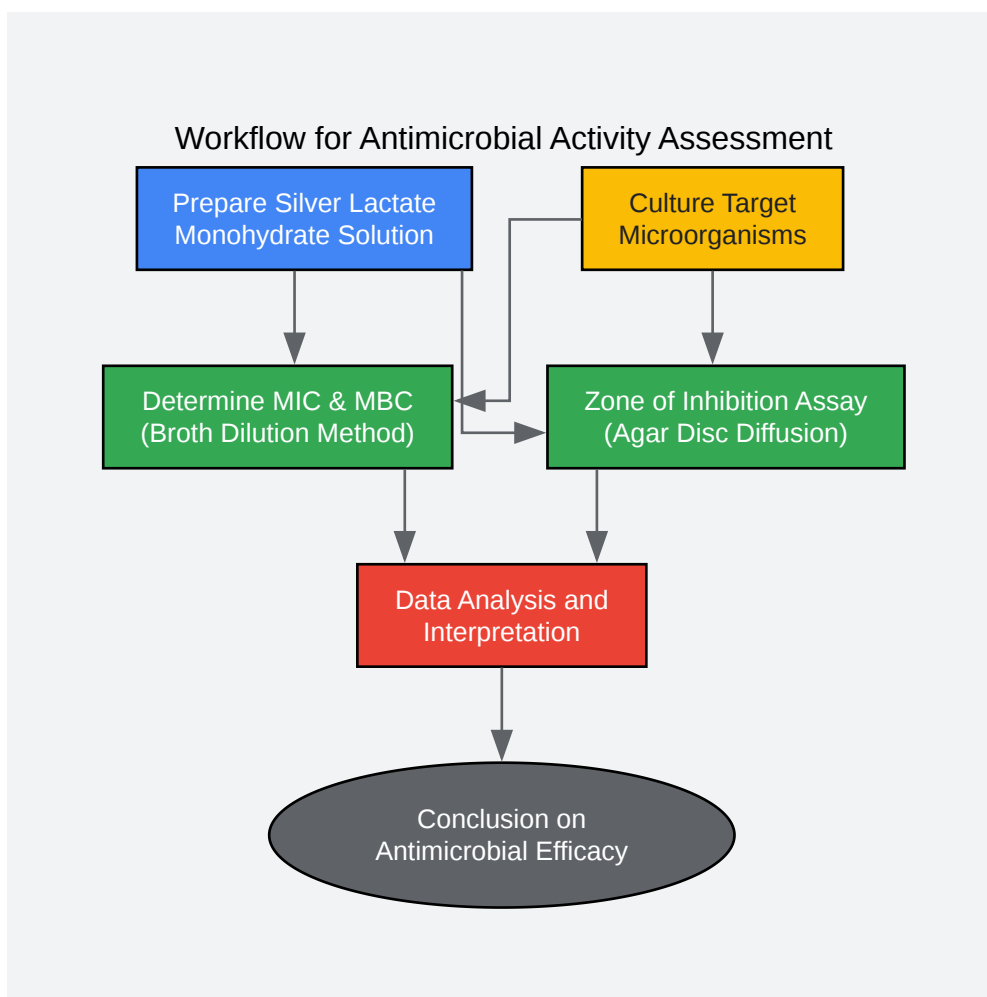 Workflow for Antimicrobial Activity Assessment
Prepare Silver Lactate
Monohydrate Solution
Culture Target
Microorganisms
Determine MIC & MBC
(Broth Dilution Method)
Zone of Inhibition Assay
(Agar Disc Diffusion)
Data Analysis and
Interpretation
Conclusion on
Antimicrobial Efficacy